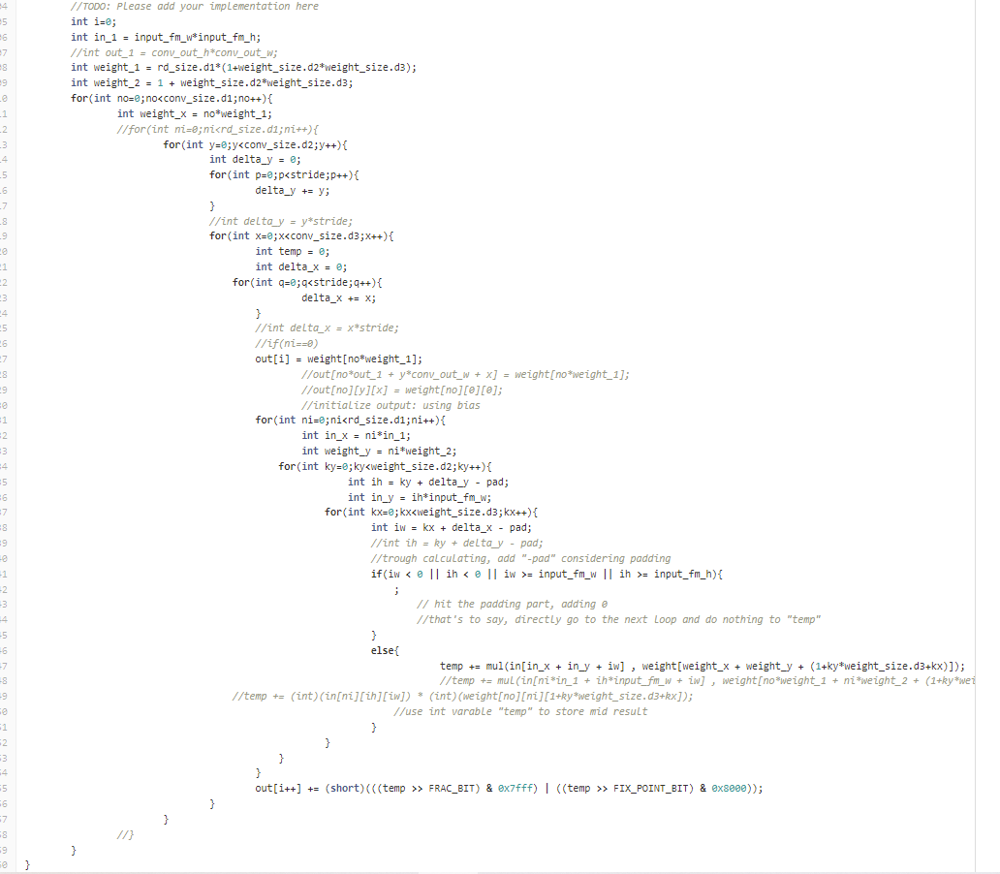 //TODO: Please add your implementation here
int i=0;
int in_1 = input_fm_w*input_fm_h;
//int out_1 = conv_out_h*conv_out_w;
int weight_1 = rd_size.d1*(1+weight_size.d2*weight_size.d3);
int weight_2 = 1 + weight_size.d2*weight_size.d3;
for(int no=0;no<conv_size.d1;no++){
int weight_x = no*weight_1;
//for(int ni=0;ni<rd_size.d1;ni++){
for(int y=0;y<conv_size.d2;y++){
int delta_y = 0;
for(int p=0;p<stride;p++){
delta_y += y;
}
//int delta_y = y*stride;
for(int x=0;x<conv_size.d3;x++){
int temp = 0;
int delta_x = 0;
for(int q=0;q<stride;q++){
delta_x += x;
}
//int delta_x = x*stride;
//if(ni==0)
out[i] = weight[no*weight_1];
//out[no*out_1 + y*conv_out_w + x] = weight[no*weight_1];
//out[no][y][x] = weight[no][0][0];
//initialize output: using bias
for(int ni=0;ni<rd_size.d1;ni++){
int in_x = ni*in_1;
int weight_y = ni*weight_2;
for(int ky=0;ky<weight_size.d2;ky++){
int ih = ky + delta_y - pad;
int in_y = ih*input_fm_w;
for(int kx=0;kx<weight_size.d3;kx++){
int iw = kx + delta_x - pad;
//int ih = ky + delta_y - pad;
//trough calculating, add "-pad" considering padding
if(iw < 0 || ih < 0 || iw >= input_fm_w || ih >= input_fm_h){
;
// hit the padding part, adding 0
//that's to say, directly go to the next loop and do nothing to "temp"
}
else{
temp += mul(in[in_x + in_y + iw] , weight[weight_x + weight_y + (1+ky*weight_size.d3+kx)]);
//temp += mul(in[ni*in_1 + ih*input_fm_w + iw] , weight[no*weight_1 + ni*weight_2 + (1+ky*wei
//temp += (int)(in[ni][ih][iw]) * (int)(weight[no][ni][1+ky*weight_size.d3+kx]);
//use int varable "temp" to store mid result
}
}
}
}
out[i++] += (short)(((temp >> FRAC_BIT) & 0x7fff) | ((temp >> FIX_POINT_BIT) & 0x8000));
}
}
//}
}
}